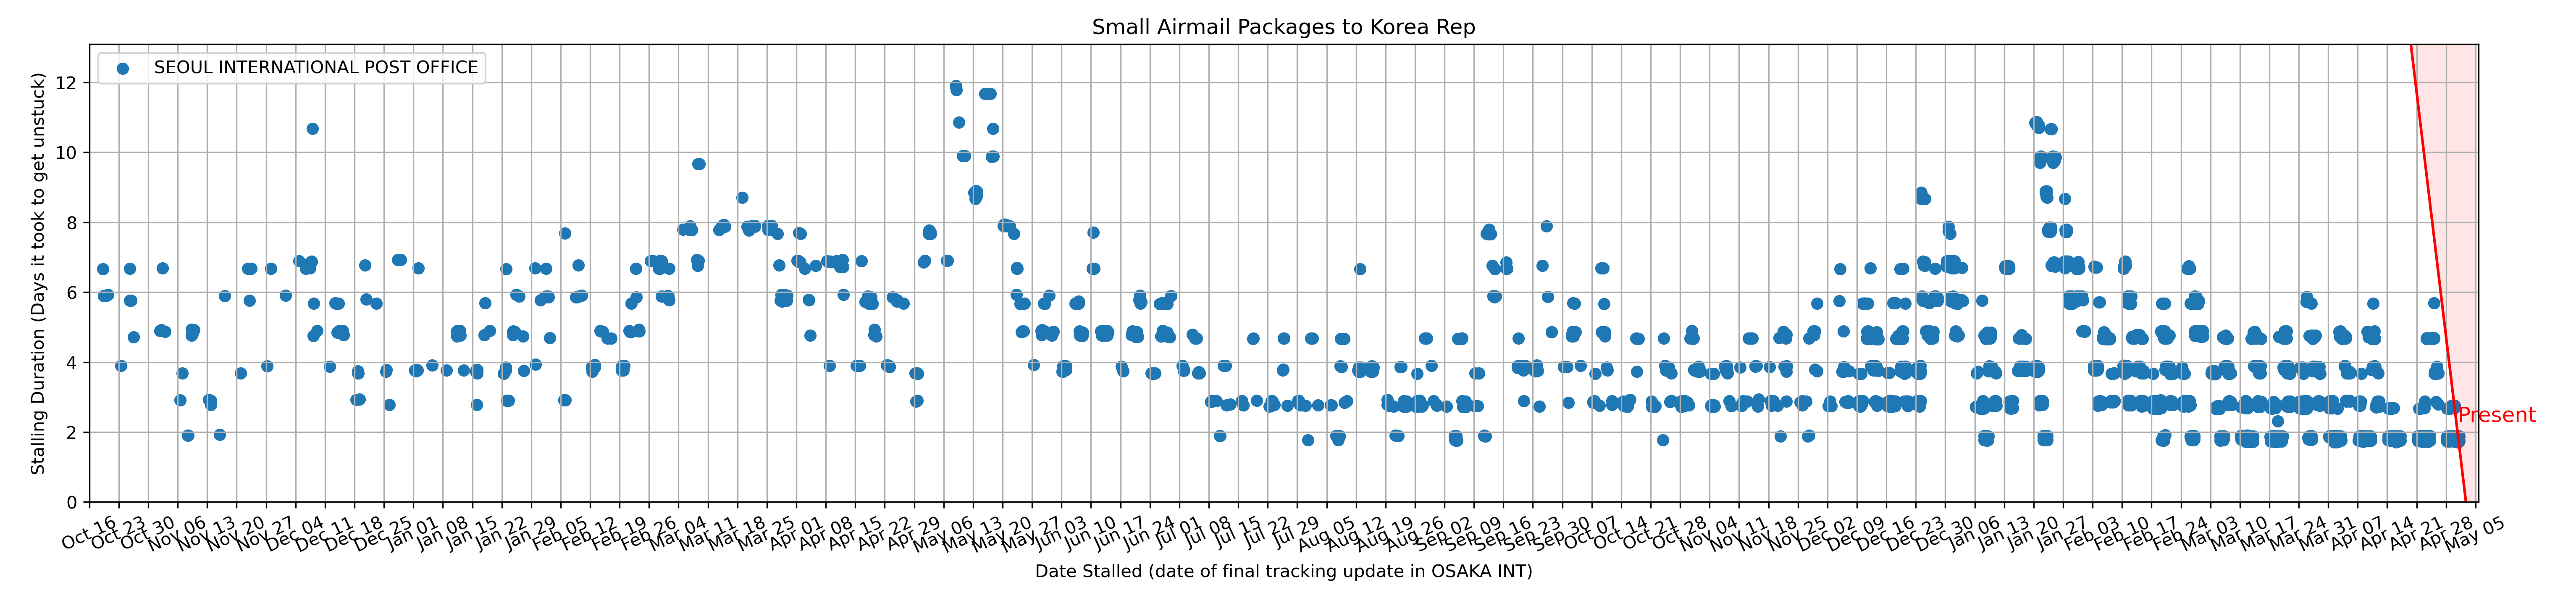 Small Airmail Packages to Korea Rep
SEOUL INTERNATIONAL POST OFFICE
Stalling Duration (Days it took to get unstuck)
12
10
8
6
4
2
0
Present
Oct 16
Oct 23
Oct 30
Nov 06
Nov 13
Nov 20
Nov 27
Dec 04
Dec 11
Dec 18
Dec 25
Jan 01
Jan 08
Jan 15
Jan 22
Jan 29
Feb 05
Feb 12
Feb 19
Feb 26
Mar 04
Mar 11
Mar 18
Mar 25
Apr 01
Apr 08
Apr 15
Apr 22
Apr 29
May 06
May 13
May 20
May 27
Jun 03
Jun 10
Jun 17
Jun 24
Jul 01
Jul 08
Jul 15
Jul 22
Jul 29
Aug 05
Aug 12
Aug 19
Aug 26
Sep 02
Sep 09
Sep 16
Sep 23
Sep 30
Oct 07
Oct 14
Oct 21
Oct 28
Nov 04
Nov 11
Nov 18
Nov 25
Dec 02
Dec 09
Dec 16
Dec 23
Dec 30
Jan 06
Jan 13
Jan 20
Jan 27
Feb 03
Feb 10
Feb 17
Feb 24
Mar 03
Mar 10
Mar 17
Mar 24
Mar 31
Apr 07
Apr 14
Apr 21
Apr 28
May 05
Date Stalled (date of final tracking update in OSAKA INT)